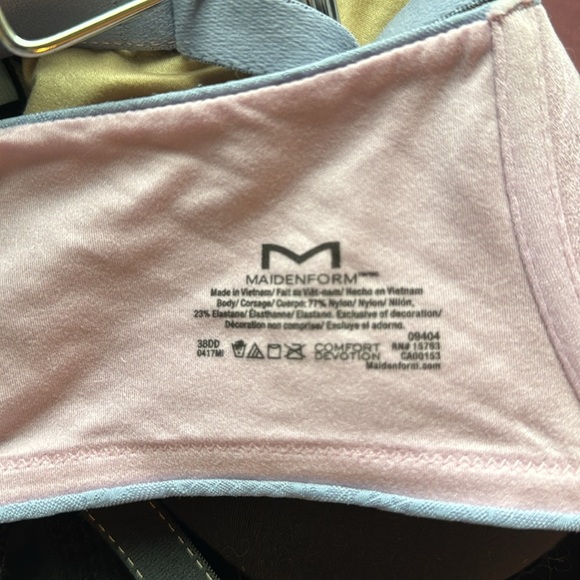 M
MAIDENFORM
Made in Vietnam/ Fait au Viêt-nam/ Hecho en Vietnam
Body/ Corsage/ Cuerpo: 77% Nylon/ Nylon/ Nilón,
23% Elastane/ Élasthanne/ Elastano. Exclusive of decoration/
Décoration non comprise/ Excluye el adorno.
09404
38DD COMFORT RN# 15763
0417MI DEVOTION CA00153
Maidenform.com